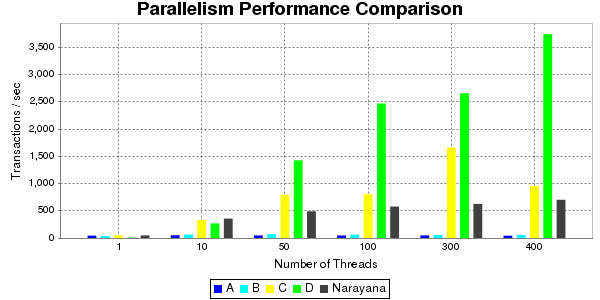 Parallelism Performance Comparison
Transactions / sec
3,500
3,000
2,500
2,000
1,500
1,000
500
0
1 10 50 100 300 400
Number of Threads
A B C D Narayana